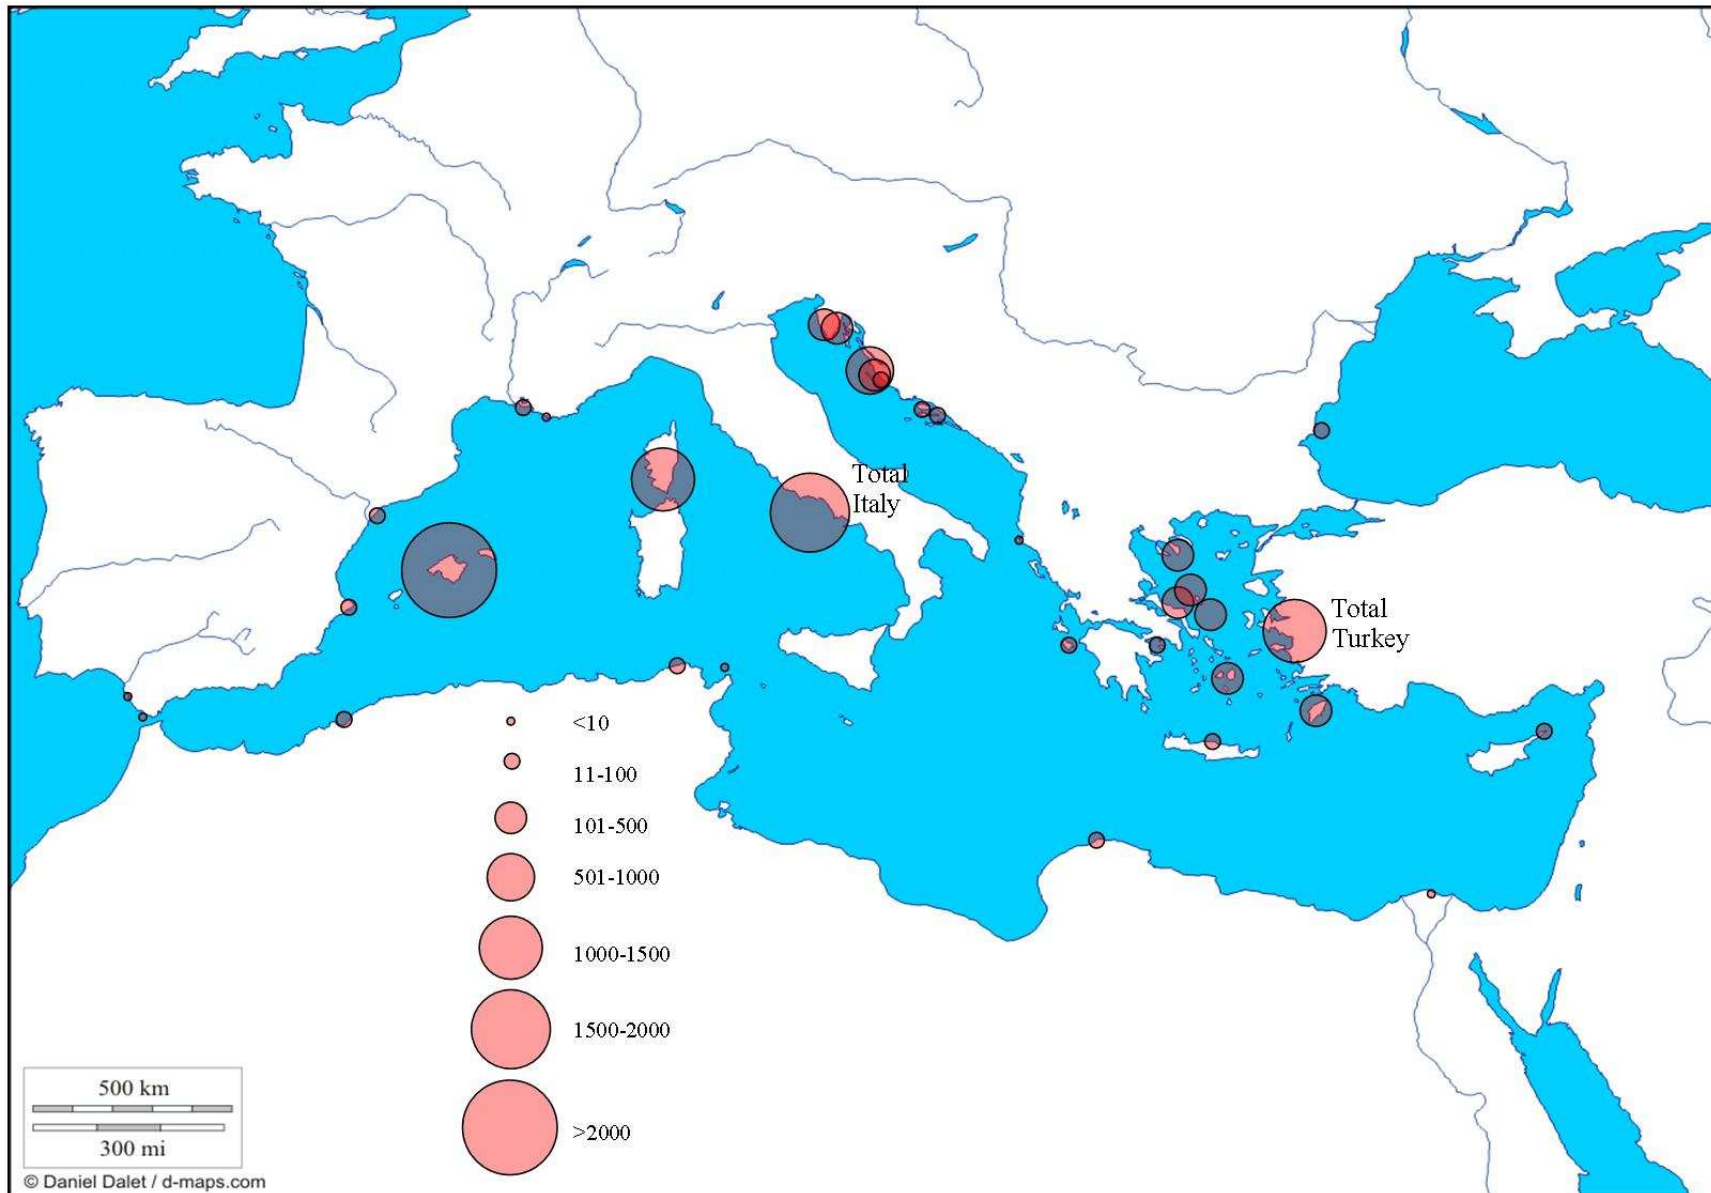 Total
Italy
Total
Turkey
<10
11-100
101-500
501-1000
1000-1500
1500-2000
>2000
500 km
300 mi
© Daniel Dalet / d-maps.com